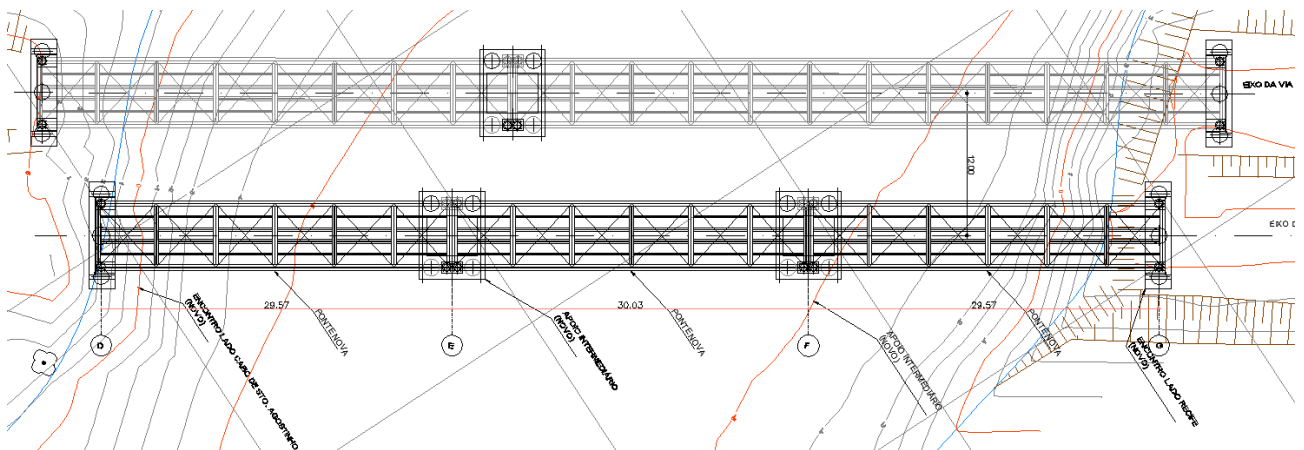 EIXO DA VIA
12.00
29.57
30.03
29.57
ENCONTRO LADO CABO DE STO. AGOSTINHO
(NOVO)
PONTE NOVA
APOIO INTERMEDIÁRIO
(NOVO)
PONTE NOVA
APOIO INTERMEDIÁRIO
(NOVO)
PONTE NOVA
ENCONTRO LADO RECIFE
(NOVO)
D
E
F
G